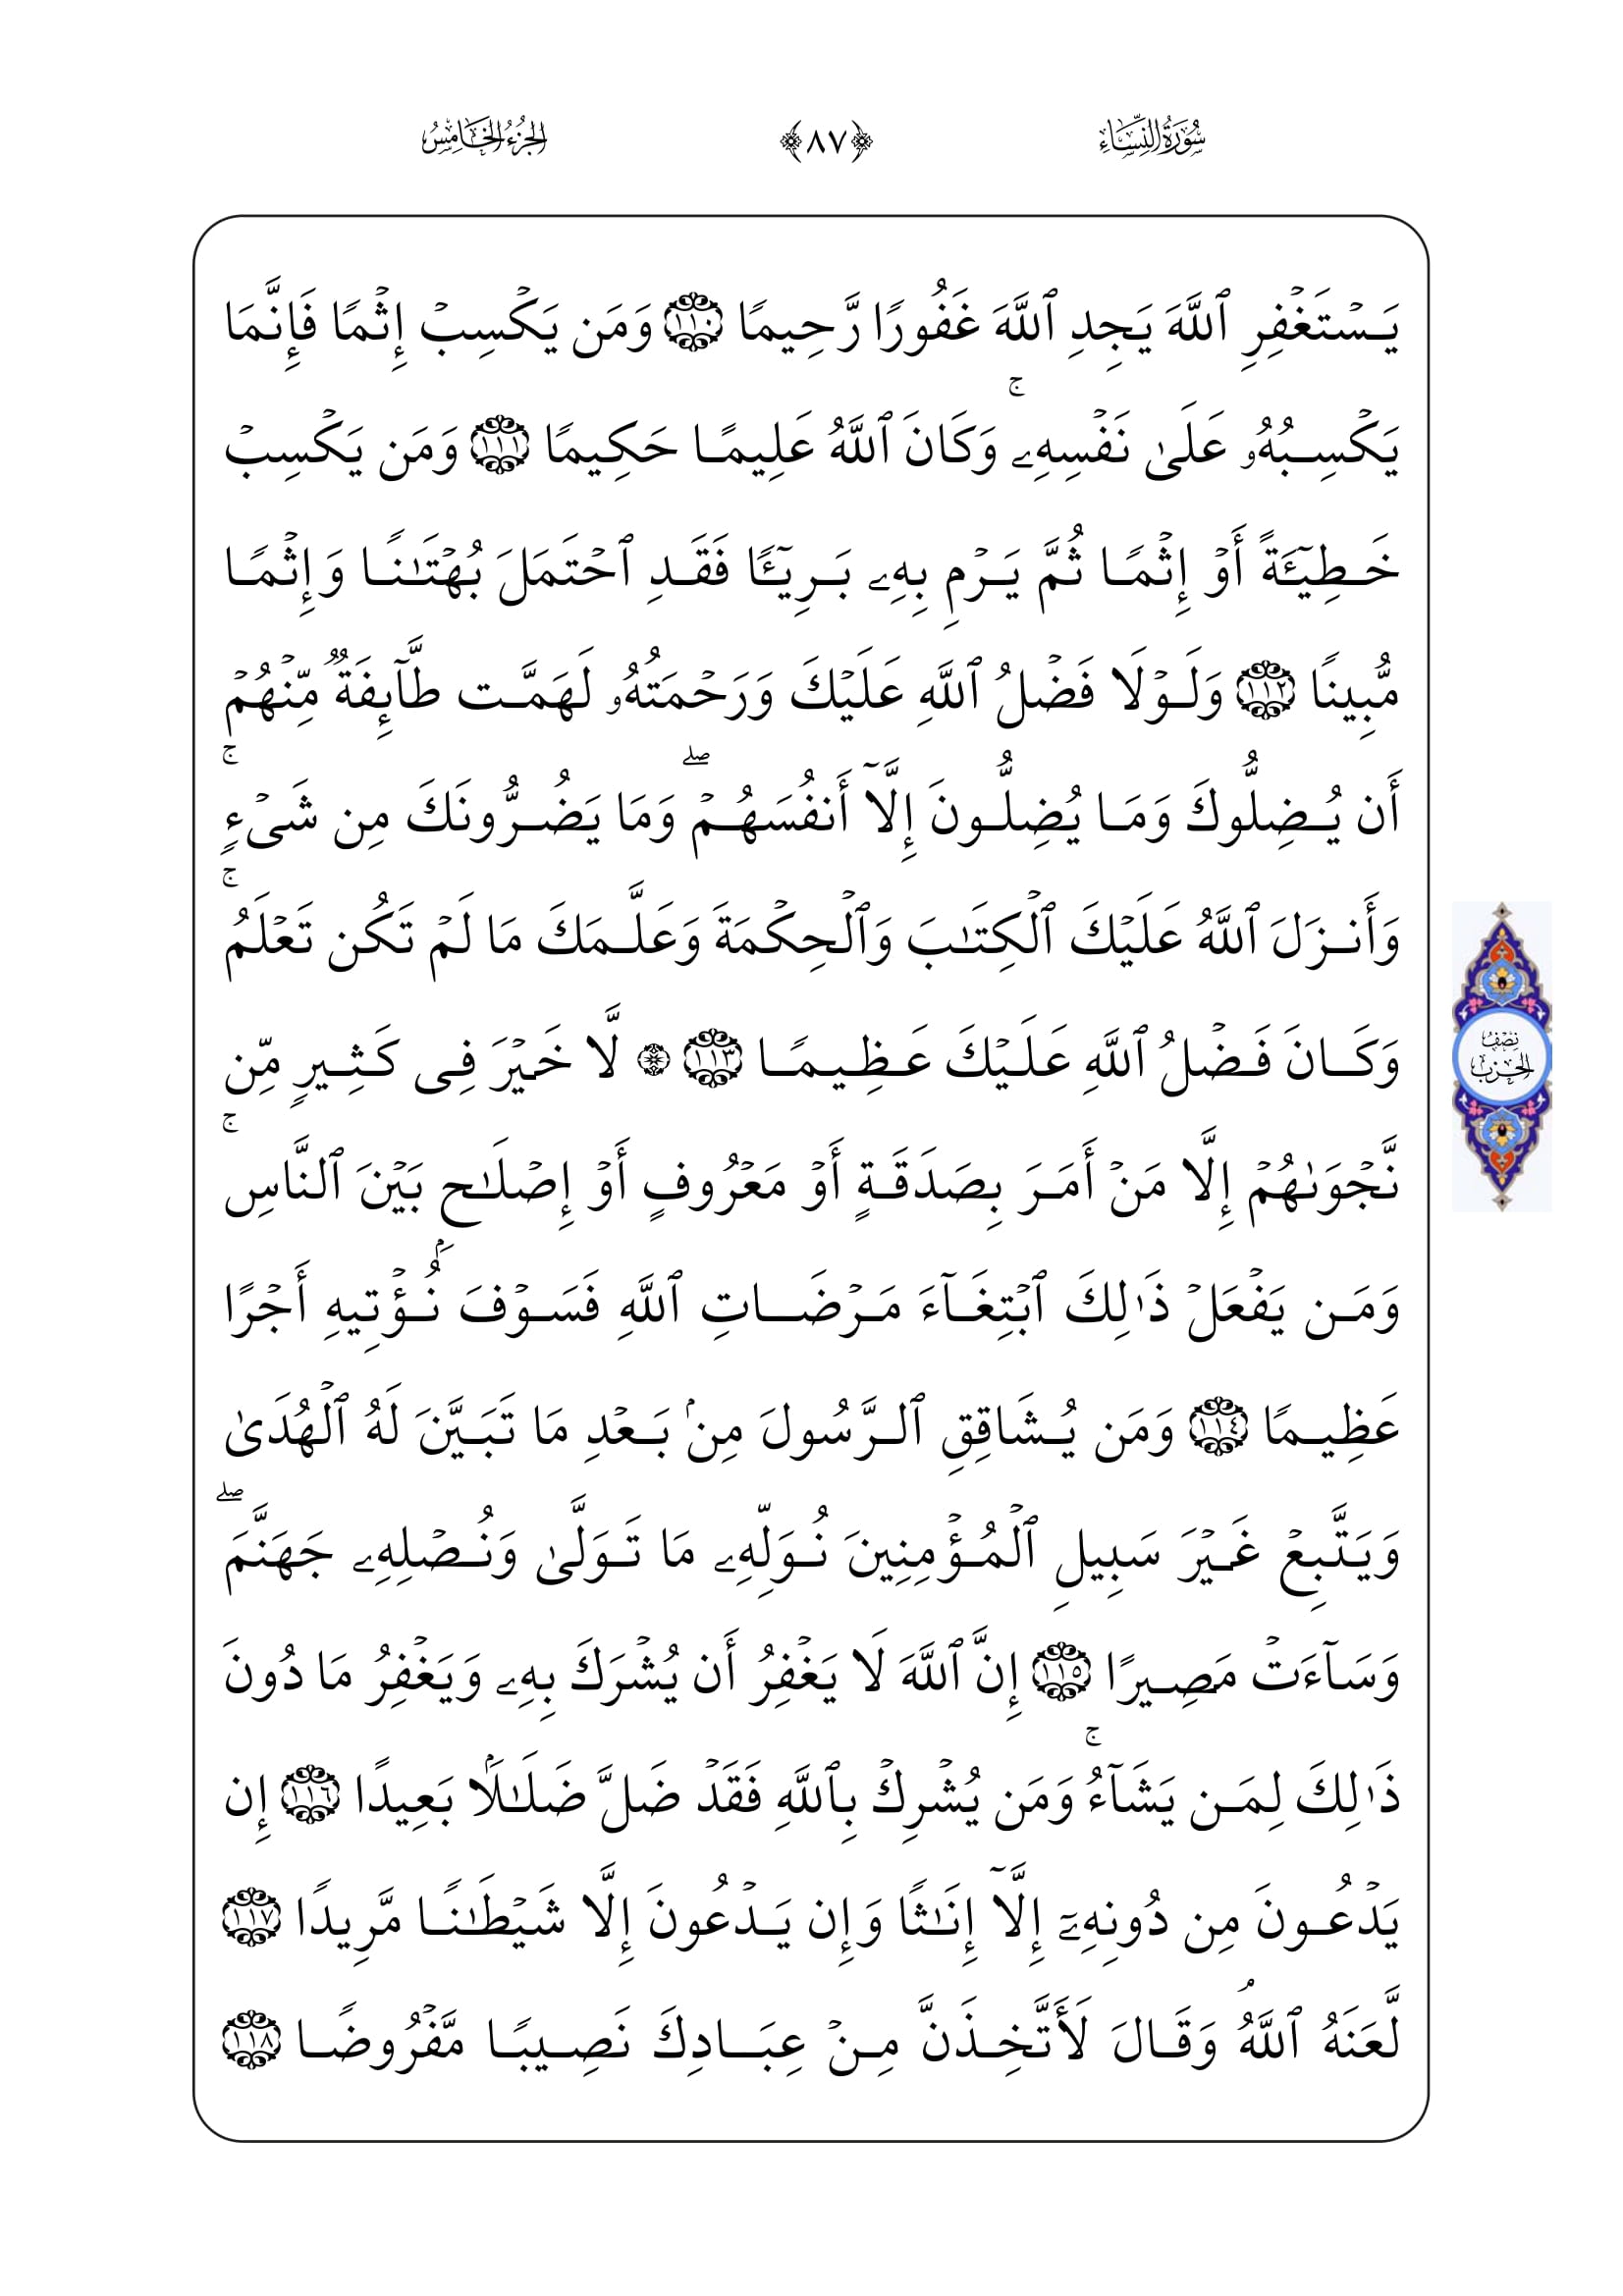 سُورَةُ النِّسَاءِ
﴿٨٧﴾
الجُزْءُ الخَامِسُ
يَسۡتَغۡفِرِ ٱللَّهَ يَجِدِ ٱللَّهَ غَفُورًا رَّحِيمًا ١١٠ وَمَن يَكۡسِبۡ إِثۡمًا فَإِنَّمَا
يَكۡسِبُهُۥ عَلَىٰ نَفۡسِهِۦۚ وَكَانَ ٱللَّهُ عَلِيمًا حَكِيمًا ١١١ وَمَن يَكۡسِبۡ
خَطِيٓـَٔةً أَوۡ إِثۡمًا ثُمَّ يَرۡمِ بِهِۦ بَرِيٓـًٔا فَقَدِ ٱحۡتَمَلَ بُهۡتَٰنًا وَإِثۡمًا
مُّبِينًا ١١٢ وَلَوۡلَا فَضۡلُ ٱللَّهِ عَلَيۡكَ وَرَحۡمَتُهُۥ لَهَمَّت طَّآئِفَةٌ مِّنۡهُمۡ
أَن يُضِلُّوكَ وَمَا يُضِلُّونَ إِلَّآ أَنفُسَهُمۡۖ وَمَا يَضُرُّونَكَ مِن شَىۡءٍۚ
وَأَنزَلَ ٱللَّهُ عَلَيۡكَ ٱلۡكِتَٰبَ وَٱلۡحِكۡمَةَ وَعَلَّمَكَ مَا لَمۡ تَكُن تَعۡلَمُۚ
وَكَانَ فَضۡلُ ٱللَّهِ عَلَيۡكَ عَظِيمًا ١١٣ ۞ لَّا خَيۡرَ فِى كَثِيرٍ مِّن
نَّجۡوَىٰهُمۡ إِلَّا مَنۡ أَمَرَ بِصَدَقَةٍ أَوۡ مَعۡرُوفٍ أَوۡ إِصۡلَٰحٍ بَيۡنَ ٱلنَّاسِۚ
وَمَن يَفۡعَلۡ ذَٰلِكَ ٱبۡتِغَآءَ مَرۡضَاتِ ٱللَّهِ فَسَوۡفَ نُؤۡتِيهِ أَجۡرًا
عَظِيمًا ١١٤ وَمَن يُشَاقِقِ ٱلرَّسُولَ مِنۢ بَعۡدِ مَا تَبَيَّنَ لَهُ ٱلۡهُدَىٰ
وَيَتَّبِعۡ غَيۡرَ سَبِيلِ ٱلۡمُؤۡمِنِينَ نُوَلِّهِۦ مَا تَوَلَّىٰ وَنُصۡلِهِۦ جَهَنَّمَۖ
وَسَآءَتۡ مَصِيرًا ١١٥ إِنَّ ٱللَّهَ لَا يَغۡفِرُ أَن يُشۡرَكَ بِهِۦ وَيَغۡفِرُ مَا دُونَ
ذَٰلِكَ لِمَن يَشَآءُۚ وَمَن يُشۡرِكۡ بِٱللَّهِ فَقَدۡ ضَلَّ ضَلَٰلَۢا بَعِيدًا ١١٦ إِن
يَدۡعُونَ مِن دُونِهِۦٓ إِلَّآ إِنَٰثًا وَإِن يَدۡعُونَ إِلَّا شَيۡطَٰنًا مَّرِيدًا ١١٧
لَّعَنَهُ ٱللَّهُۘ وَقَالَ لَأَتَّخِذَنَّ مِنۡ عِبَادِكَ نَصِيبًا مَّفۡرُوضًا ١١٨
نِصْفُ
الحِزْب